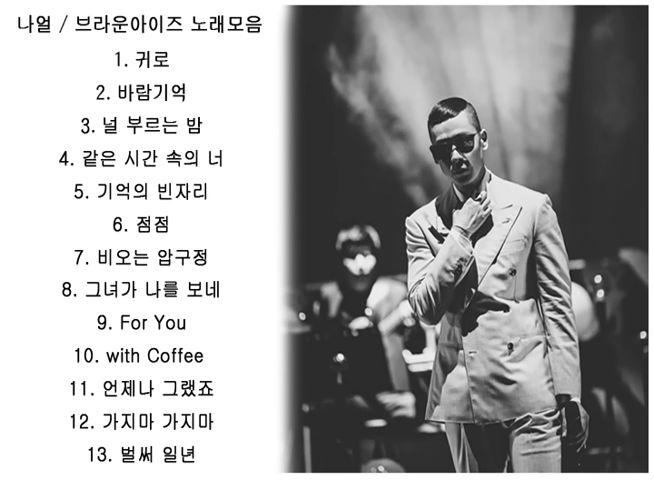 나얼 / 브라운아이즈 노래모음
1. 귀로
2. 바람기억
3. 널 부르는 밤
4. 같은 시간 속의 너
5. 기억의 빈자리
6. 점점
7. 비오는 압구정
8. 그녀가 나를 보네
9. For You
10. with Coffee
11. 언제나 그랬죠
12. 가지마 가지마
13. 벌써 일년